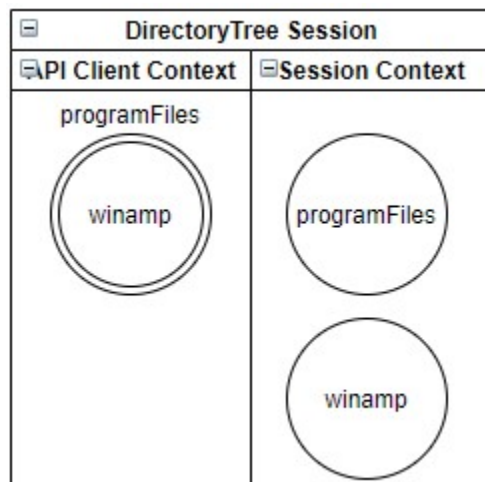 DirectoryTree Session
API Client Context
Session Context
programFiles
winamp
programFiles
winamp